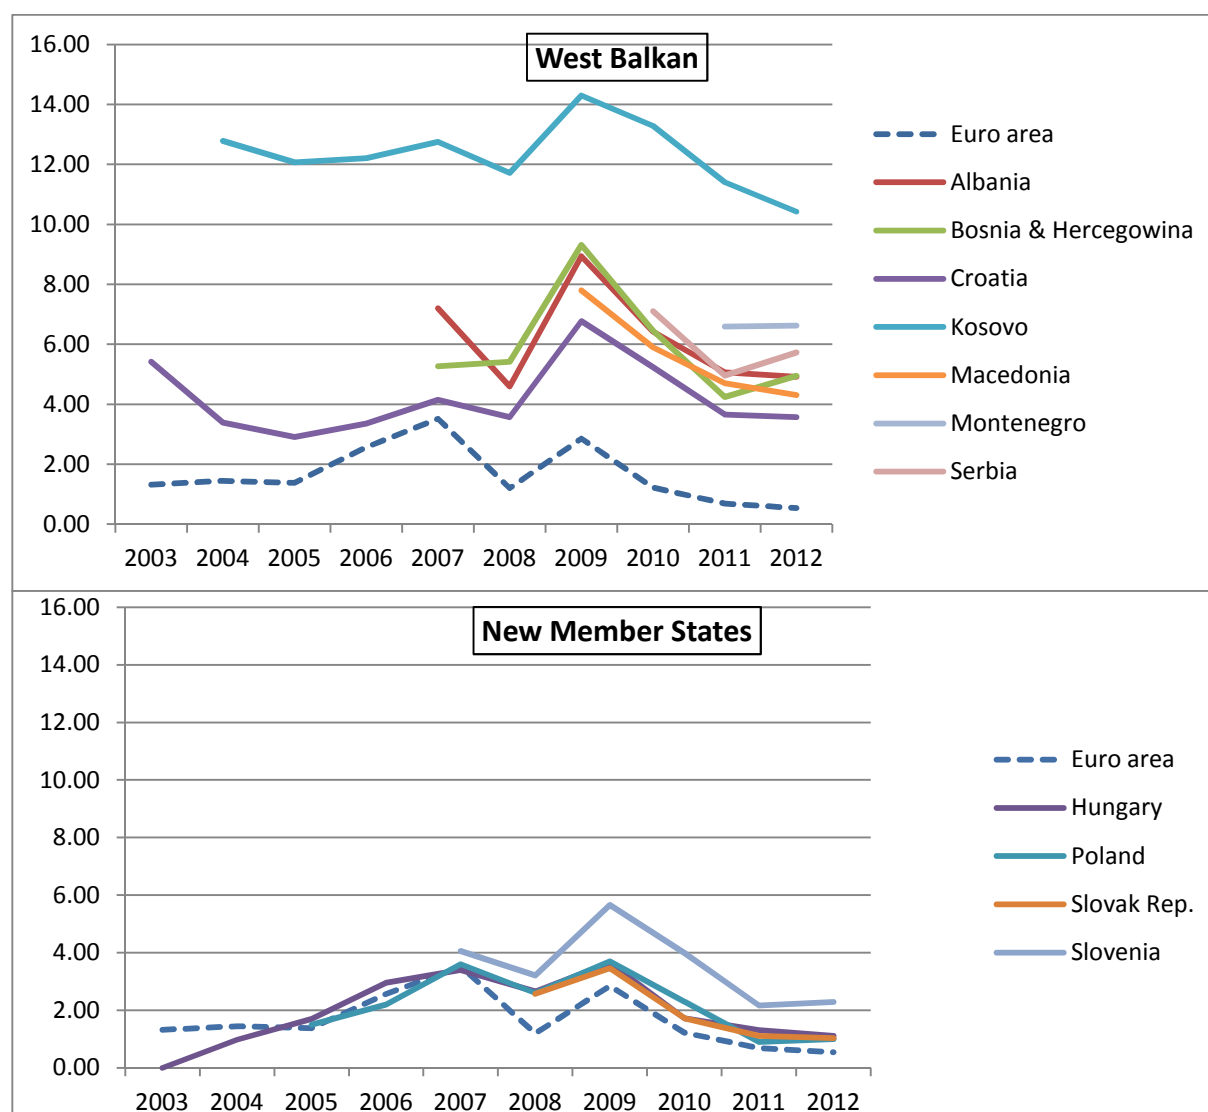 West Balkan
16.00
14.00
12.00
10.00
8.00
6.00
4.00
2.00
0.00
2003 2004 2005 2006 2007 2008 2009 2010 2011 2012
Euro area
Albania
Bosnia & Hercegowina
Croatia
Kosovo
Macedonia
Montenegro
Serbia
New Member States
16.00
14.00
12.00
10.00
8.00
6.00
4.00
2.00
0.00
2003 2004 2005 2006 2007 2008 2009 2010 2011 2012
Euro area
Hungary
Poland
Slovak Rep.
Slovenia